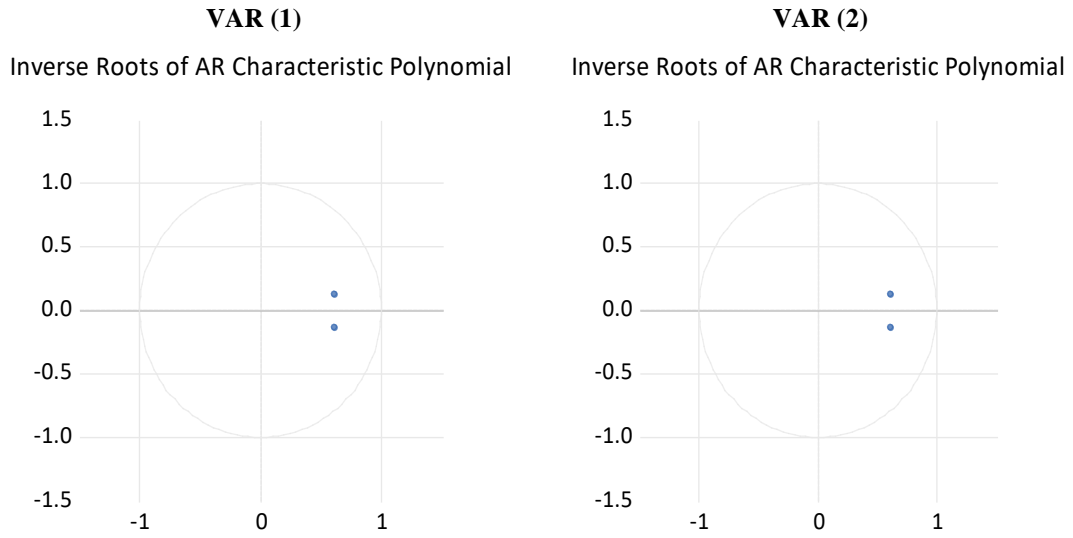 VAR (1)
Inverse Roots of AR Characteristic Polynomial
1.5
1.0
0.5
0.0
-0.5
-1.0
-1.5
-1 0 1
VAR (2)
Inverse Roots of AR Characteristic Polynomial
1.5
1.0
0.5
0.0
-0.5
-1.0
-1.5
-1 0 1